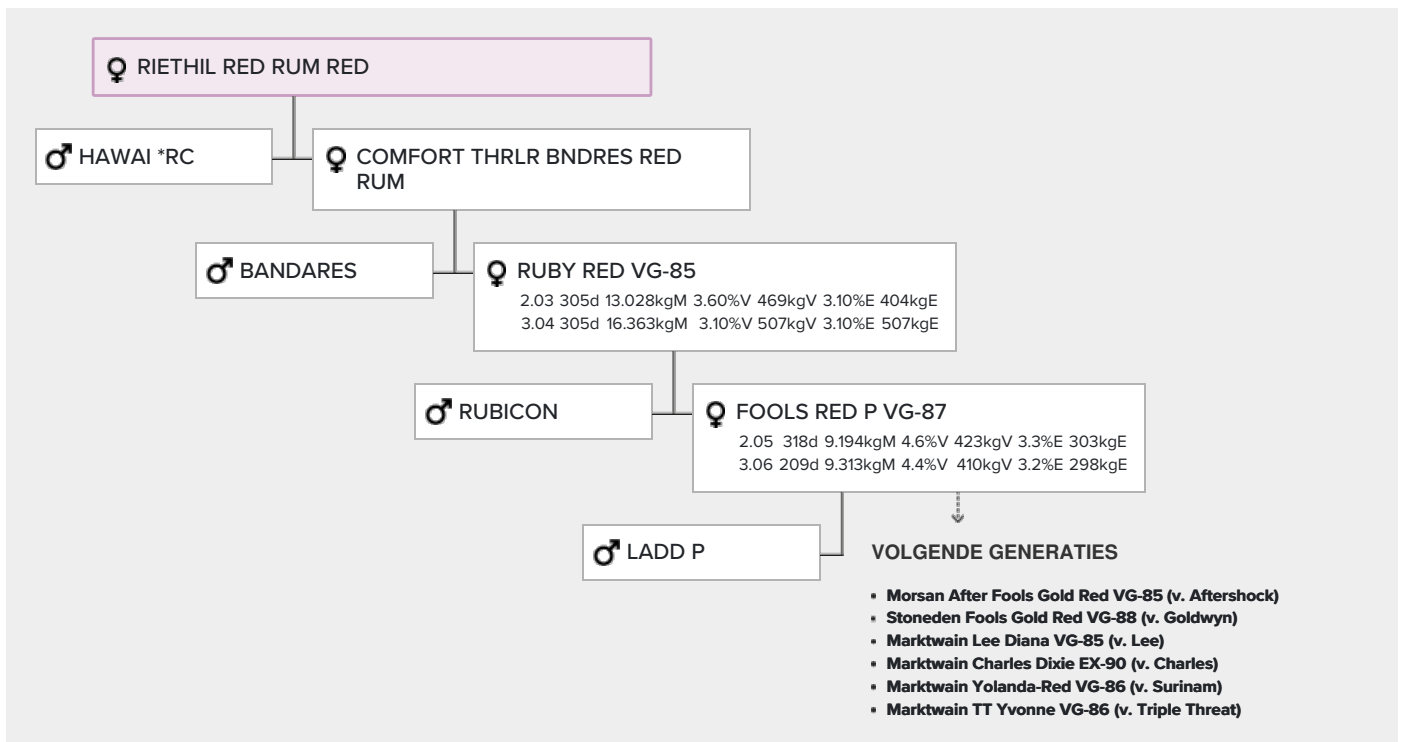 RIETHIL RED RUM RED
HAWAI *RC
COMFORT THRLR BNDRES RED
RUM
BANDARES
RUBY RED VG-85
2.03 305d 13.028kgM 3.60%V 469kgV 3.10%E 404kgE
3.04 305d 16.363kgM 3.10%V 507kgV 3.10%E 507kgE
RUBICON
FOOLS RED P VG-87
2.05 318d 9.194kgM 4.6%V 423kgV 3.3%E 303kgE
3.06 209d 9.313kgM 4.4%V 410kgV 3.2%E 298kgE
LADD P
VOLGENDE GENERATIES
• Morsan After Fools Gold Red VG-85 (v. Aftershock)
• Stoneden Fools Gold Red VG-88 (v. Goldwyn)
• Marktwain Lee Diana VG-85 (v. Lee)
• Marktwain Charles Dixie EX-90 (v. Charles)
• Marktwain Yolanda-Red VG-86 (v. Surinam)
• Marktwain TT Yvonne VG-86 (v. Triple Threat)